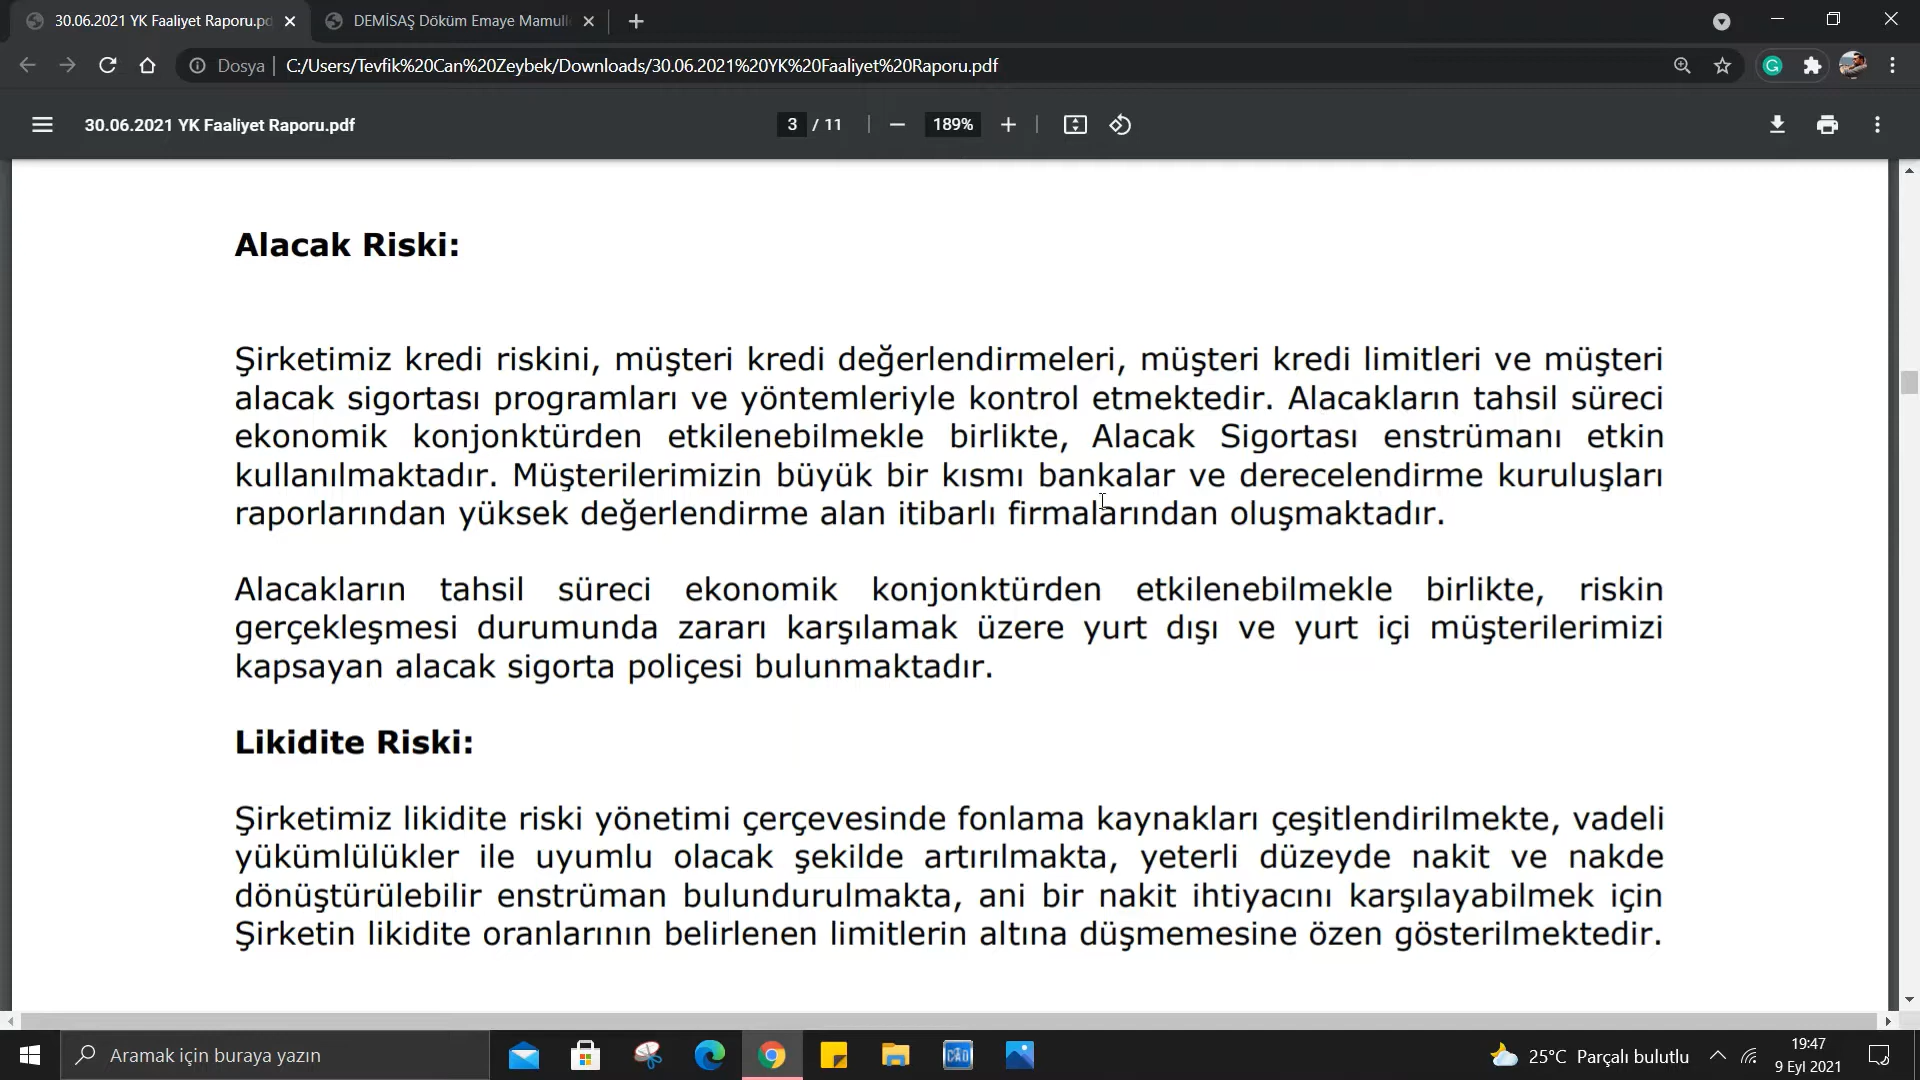 30.06.2021 YK Faaliyet Raporu.pd
DEMİSAŞ Döküm Emaye Mamull
Dosya
C:/Users/Tevfik%20Can%20Zeybek/Downloads/30.06.2021%20YK%20Faaliyet%20Raporu.pdf
30.06.2021 YK Faaliyet Raporu.pdf
3 / 11
189%
Alacak Riski:
Şirketimiz kredi riskini, müşteri kredi değerlendirmeleri, müşteri kredi limitleri ve müşteri
alacak sigortası programları ve yöntemleriyle kontrol etmektedir. Alacakların tahsil süreci
ekonomik konjonktürden etkilenebilmekle birlikte, Alacak Sigortası enstrümanı etkin
kullanılmaktadır. Müşterilerimizin büyük bir kısmı bankalar ve derecelendirme kuruluşları
raporlarından yüksek değerlendirme alan itibarlı firmalarından oluşmaktadır.
Alacakların tahsil süreci ekonomik konjonktürden etkilenebilmekle birlikte, riskin
gerçekleşmesi durumunda zararı karşılamak üzere yurt dışı ve yurt içi müşterilerimizi
kapsayan alacak sigorta poliçesi bulunmaktadır.
Likidite Riski:
Şirketimiz likidite riski yönetimi çerçevesinde fonlama kaynakları çeşitlendirilmekte, vadeli
yükümlülükler ile uyumlu olacak şekilde artırılmakta, yeterli düzeyde nakit ve nakde
dönüştürülebilir enstrüman bulundurulmakta, ani bir nakit ihtiyacını karşılayabilmek için
Şirketin likidite oranlarının belirlenen limitlerin altına düşmemesine özen gösterilmektedir.
Aramak için buraya yazın
25°C Parçalı bulutlu
19:47
9 Eyl 2021